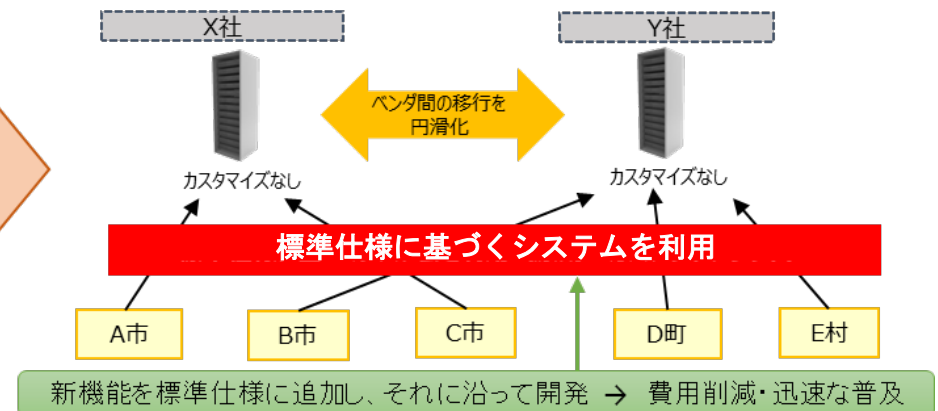 X社
Y社
ベンダ間の移行を
円滑化
カスタマイズなし
カスタマイズなし
標準仕様に基づくシステムを利用
A市
B市
C市
D町
E村
新機能を標準仕様に追加し、それに沿って開発 → 費用削減・迅速な普及